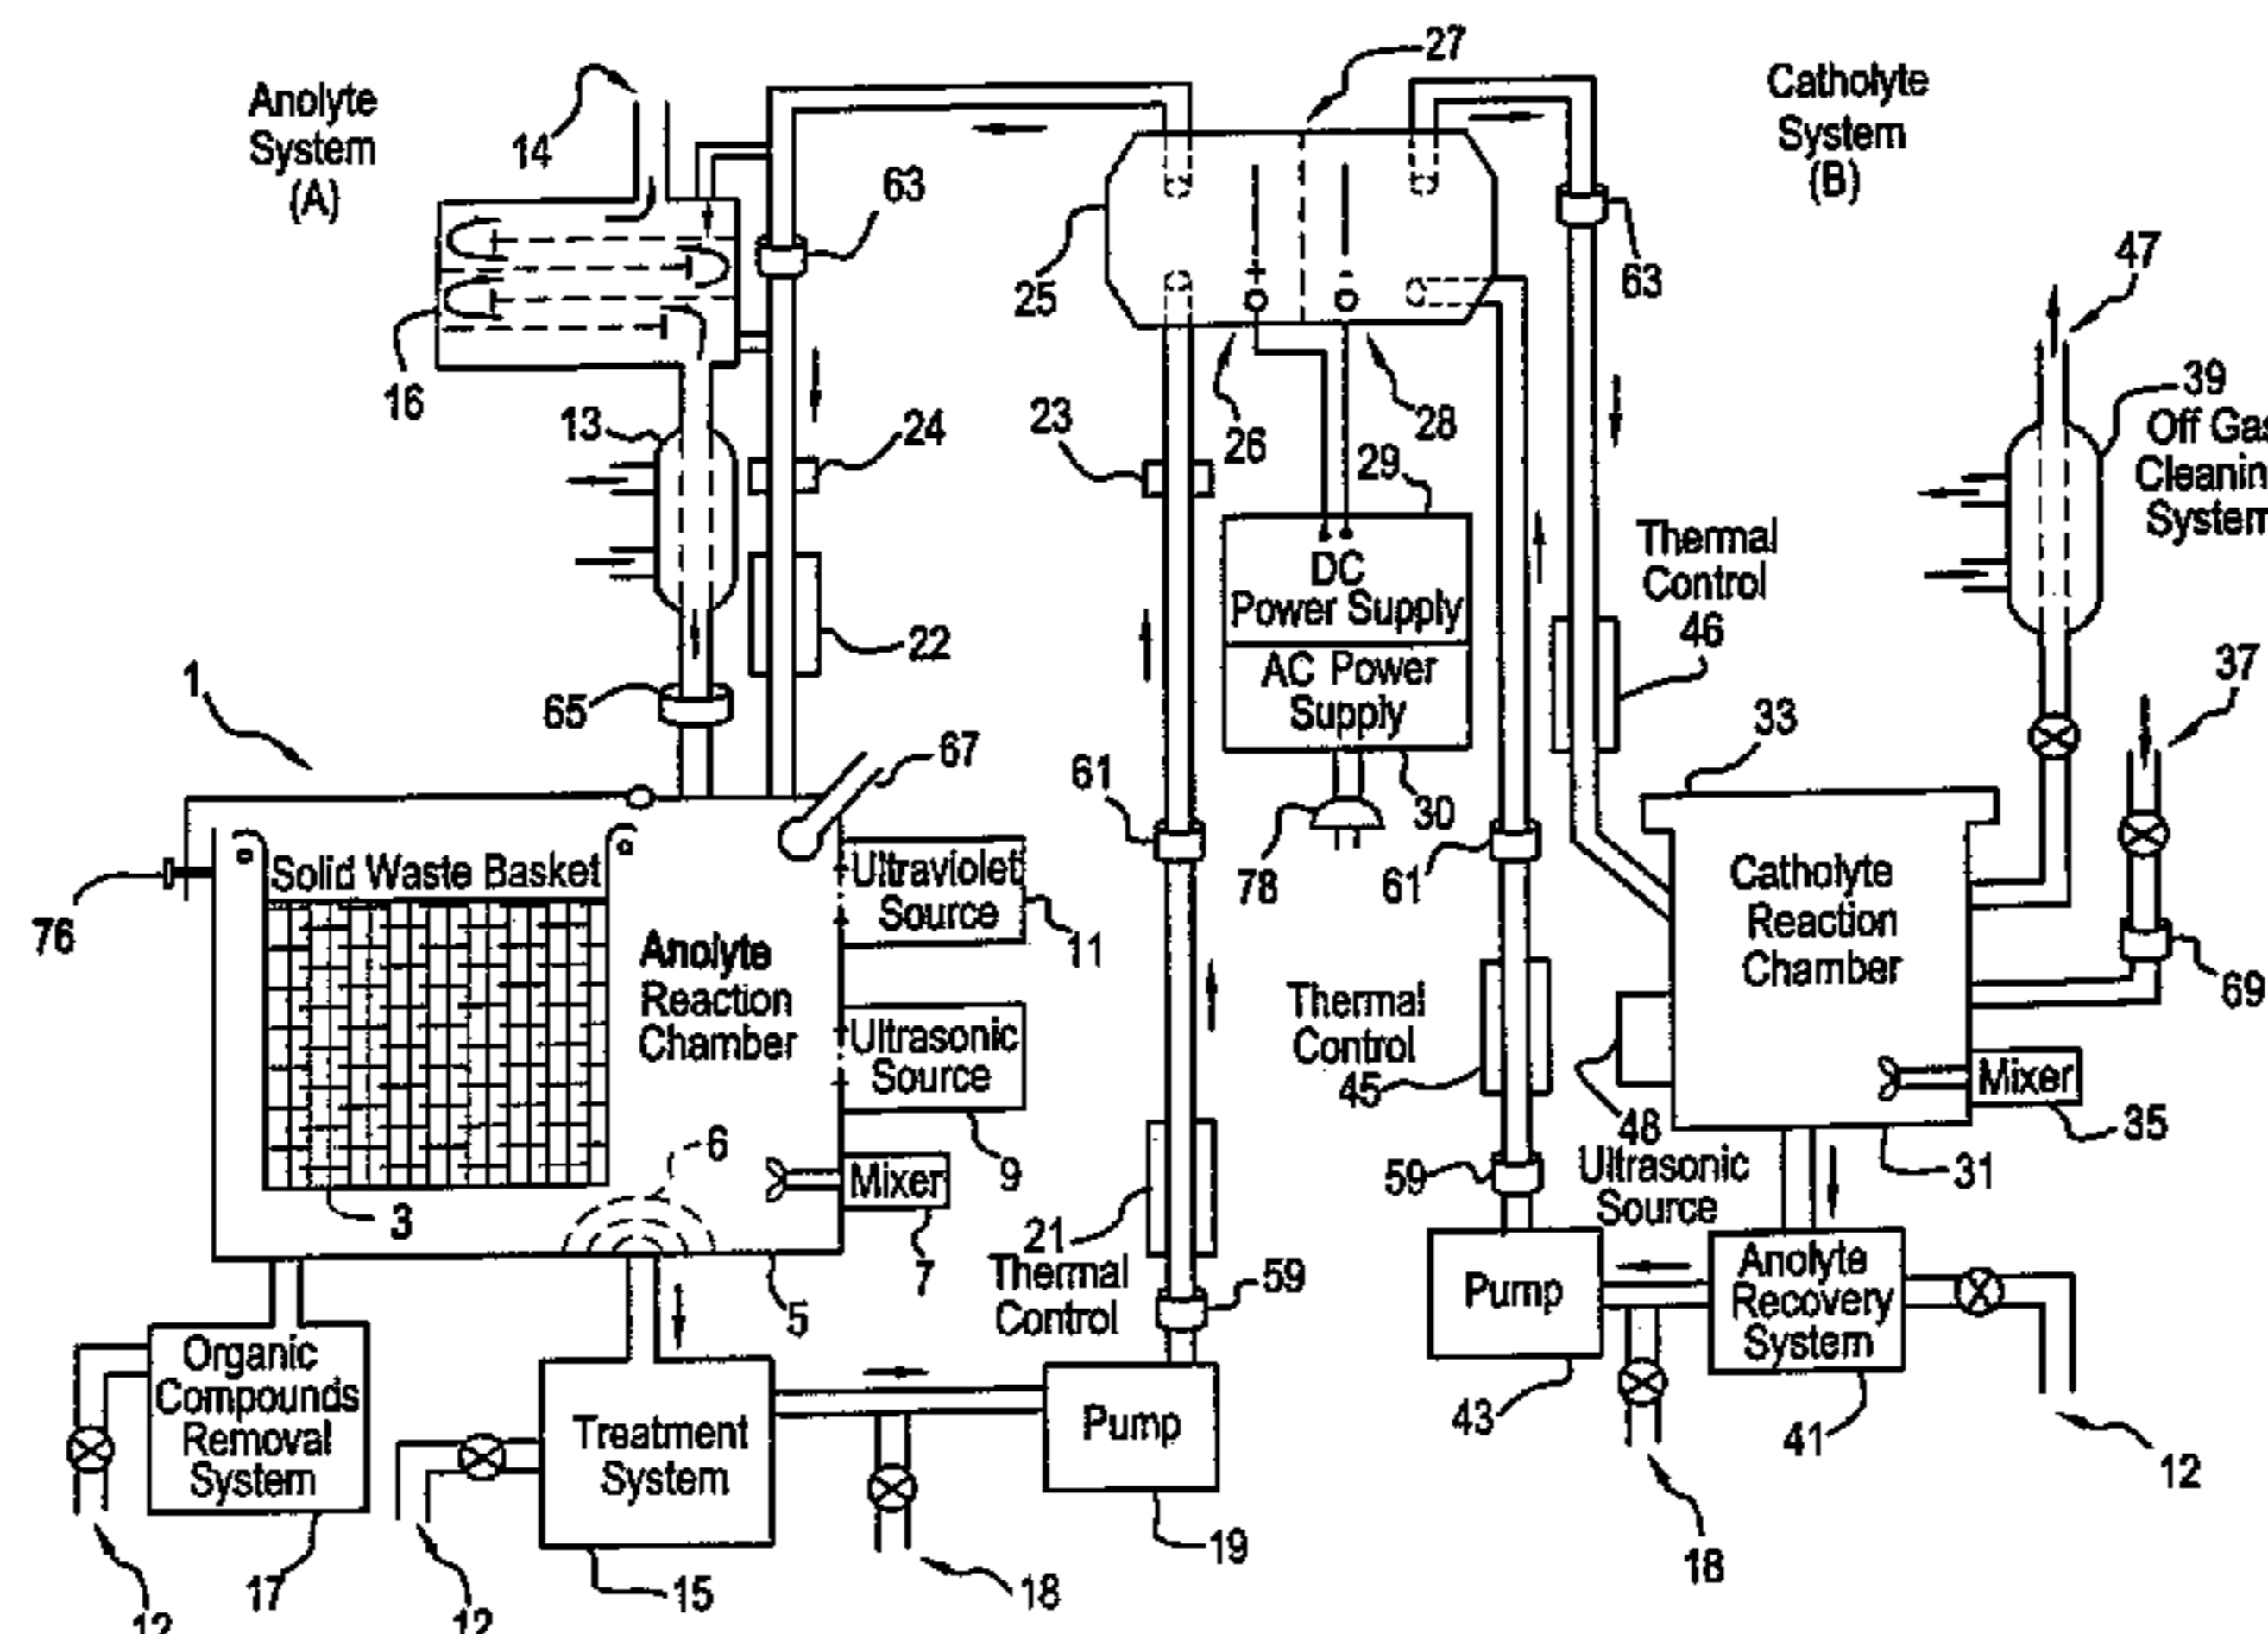 Anolyte
System
(A)
14
27
Catholyte
System
(B)
63
25
63
47
16
13
24
23
26
28
29
39
Off Gas
Cleanin
System
DC
Power Supply
AC Power
Supply
Thermal
Control
46
22
65
1
67
61
78
30
61
33
37
Solid Waste Basket
Ultraviolet
Source
11
76
Anolyte
Reaction
Chamber
Catholyte
Reaction
Chamber
69
Ultrasonic
Source
9
Thermal
Control
45
48
Ultrasonic
Source
Mixer
35
31
6
Mixer
7
3
5
21
Thermal
Control
59
59
Pump
43
Anolyte
Recovery
System
41
12
18
Organic
Compounds
Removal
System
17
12
Treatment
System
15
12
18
Pump
19